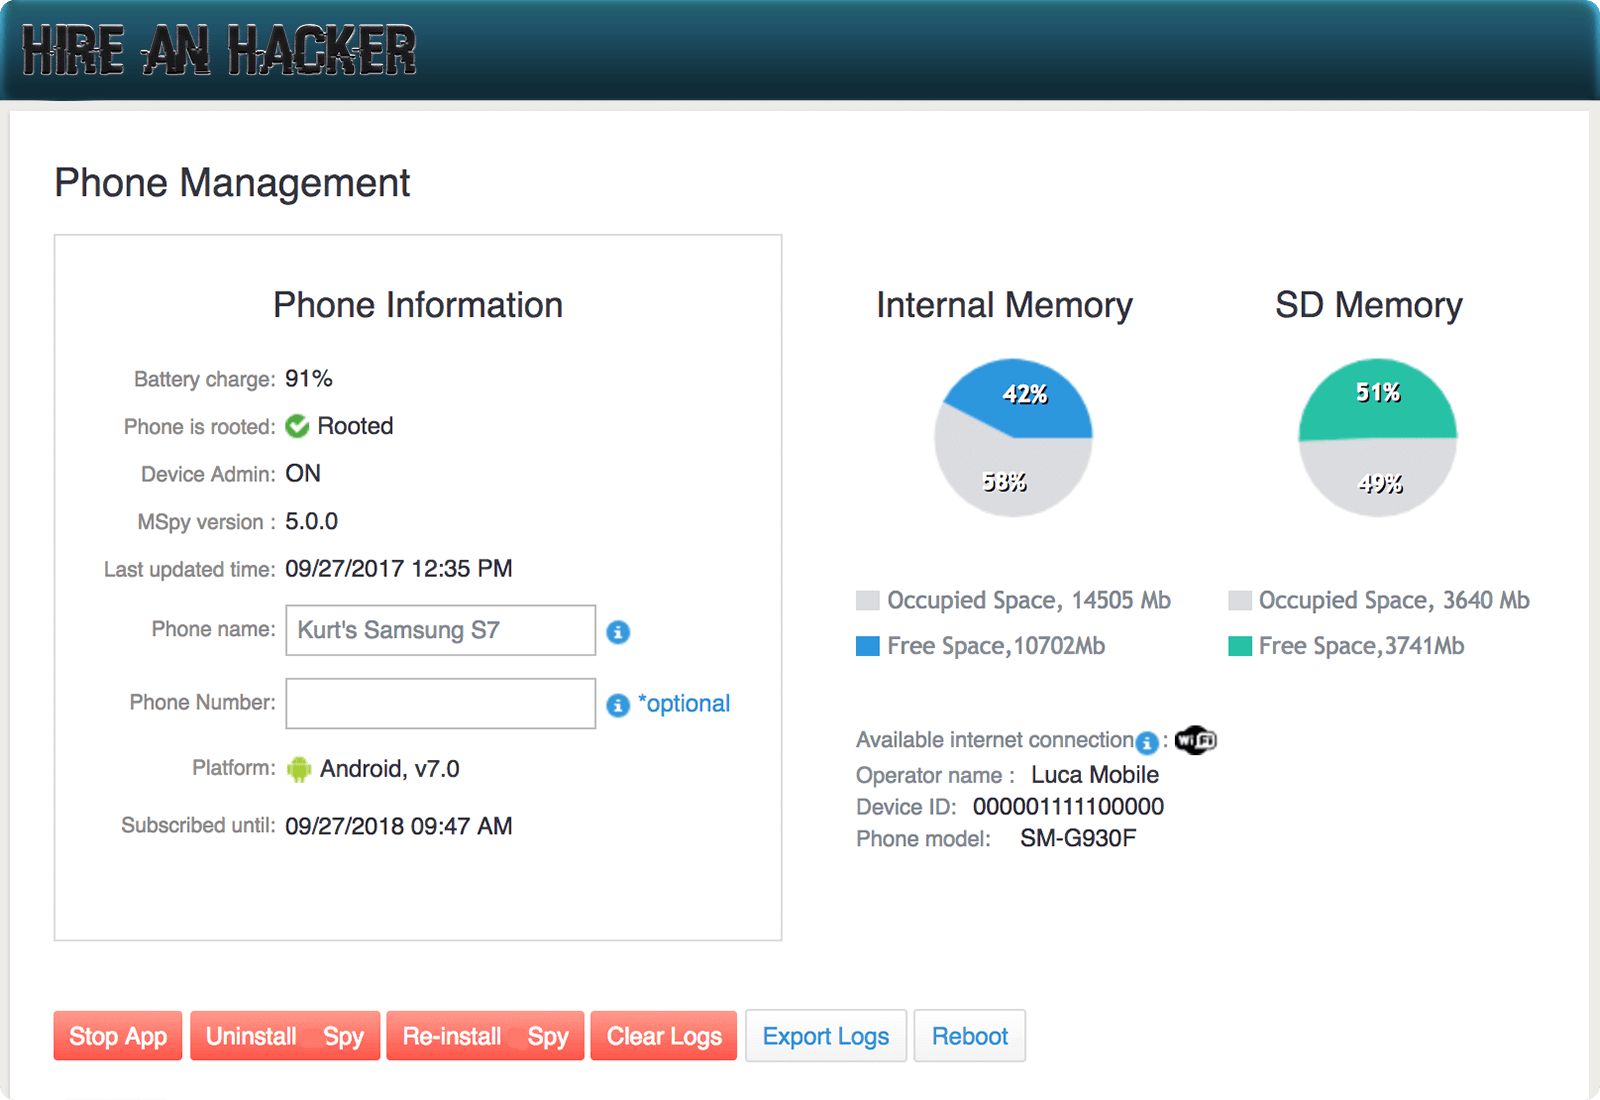 HIRE AN HACKER
Phone Management
Phone Information
Battery charge: 91%
Phone is rooted: Rooted
Device Admin: ON
MSpy version : 5.0.0
Last updated time: 09/27/2017 12:35 PM
Phone name: Kurt's Samsung S7
Phone Number: *optional
Platform: Android, v7.0
Subscribed until: 09/27/2018 09:47 AM
Internal Memory
42%
58%
Occupied Space, 14505 Mb
Free Space,10702Mb
SD Memory
51%
49%
Occupied Space, 3640 Mb
Free Space,3741Mb
Available internet connection : WiFi
Operator name : Luca Mobile
Device ID: 000001111100000
Phone model: SM-G930F
Stop App Uninstall Spy Re-install Spy Clear Logs Export Logs Reboot